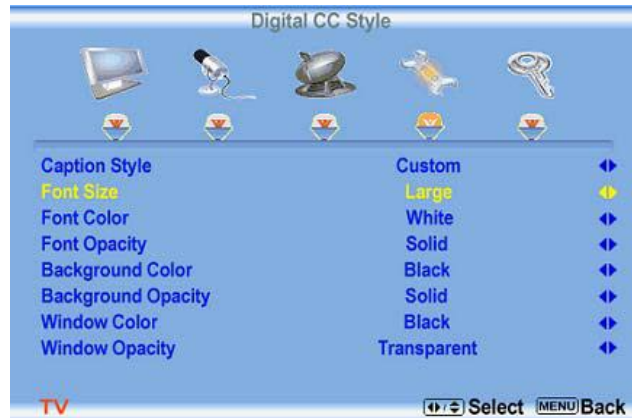 Digital CC Style
Caption Style Custom
Font Size Large
Font Color White
Font Opacity Solid
Background Color Black
Background Opacity Solid
Window Color Black
Window Opacity Transparent
TV Select MENU Back